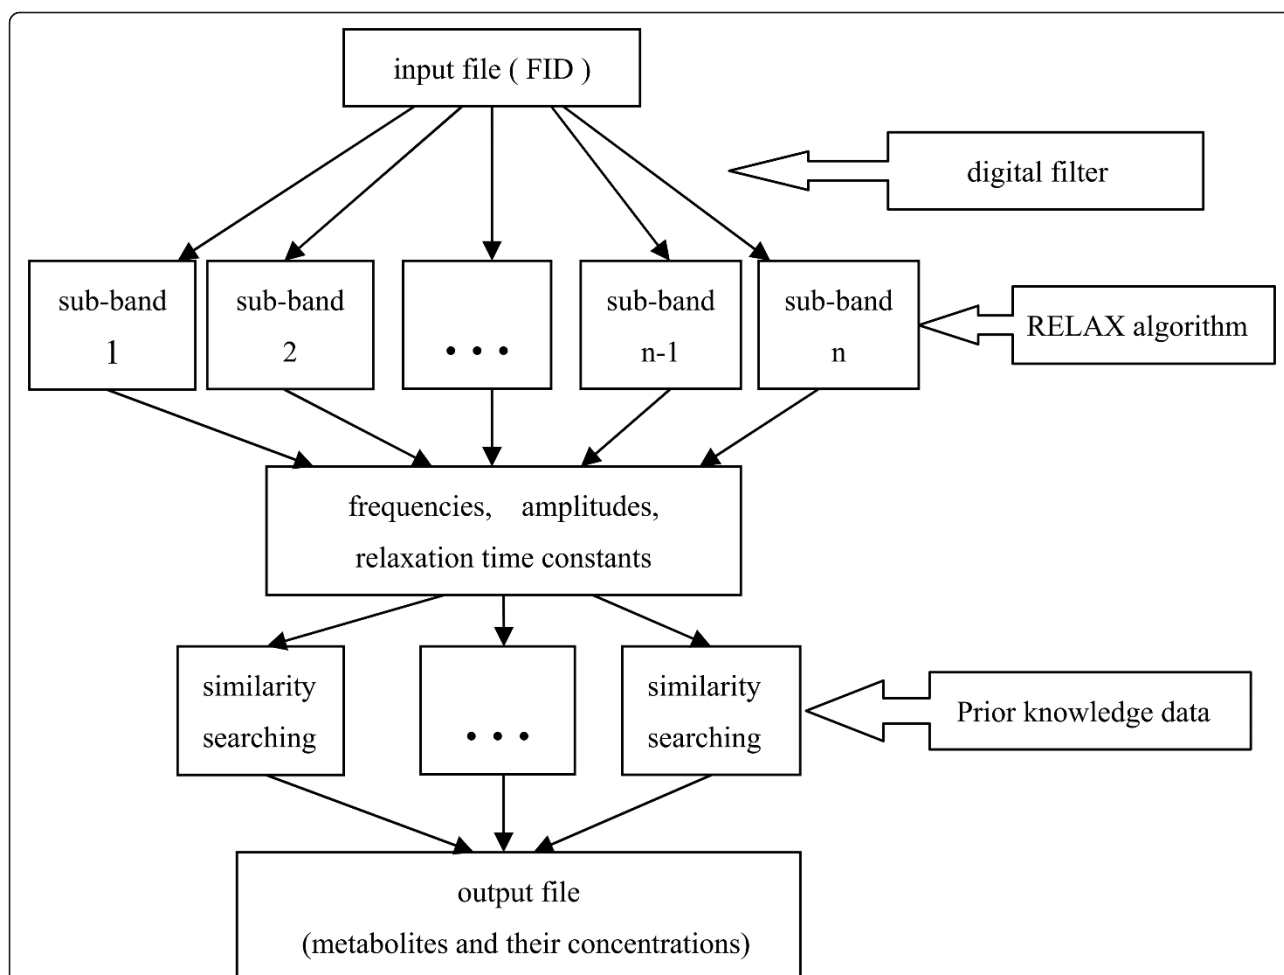 input file ( FID )
digital filter
sub-band
1
sub-band
2
• • •
sub-band
n-1
sub-band
n
RELAX algorithm
frequencies, amplitudes,
relaxation time constants
similarity
searching
• • •
similarity
searching
Prior knowledge data
output file
(metabolites and their concentrations)